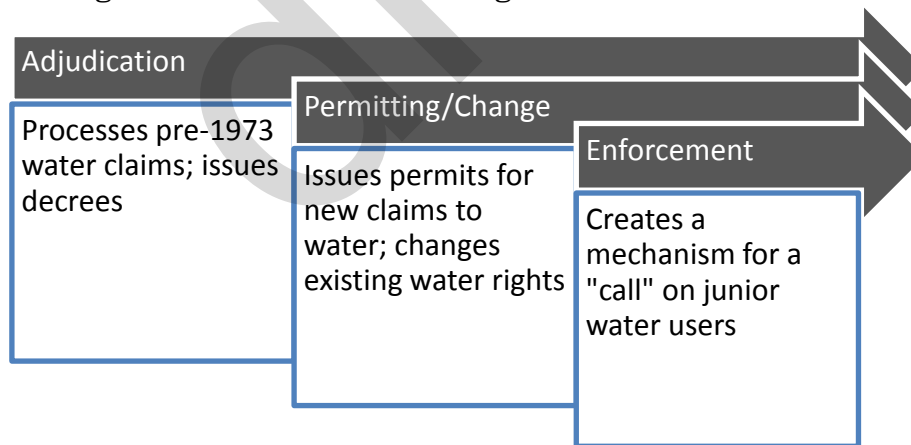 Adjudication
Processes pre-1973
water claims; issues
decrees
Permitting/Change
Issues permits for
new claims to
water; changes
existing water rights
Enforcement
Creates a
mechanism for a
"call" on junior
water users